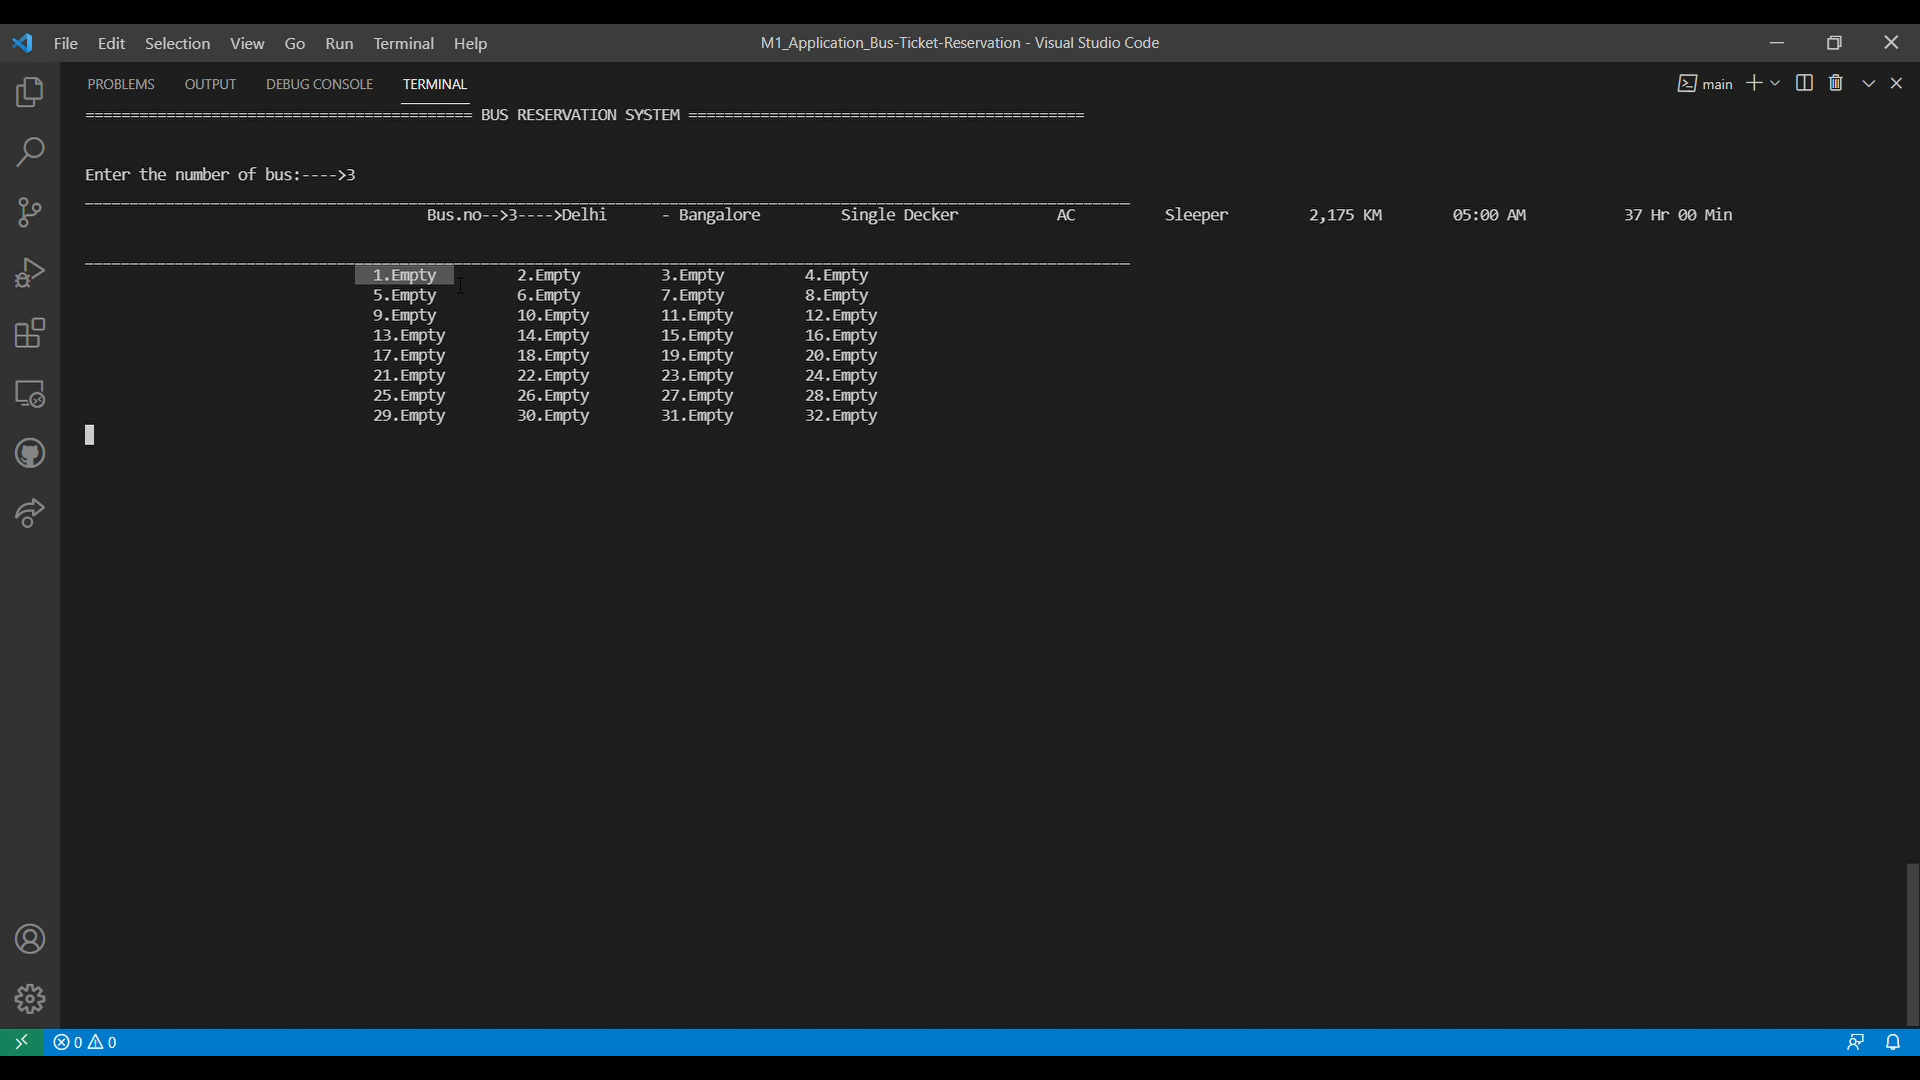 File Edit Selection View Go Run Terminal Help M1_Application_Bus-Ticket-Reservation - Visual Studio Code
PROBLEMS OUTPUT DEBUG CONSOLE TERMINAL main
=========================================== BUS RESERVATION SYSTEM ============================================
Enter the number of bus:---->3
Bus.no-->3---->Delhi - Bangalore Single Decker AC Sleeper 2,175 KM 05:00 AM 37 Hr 00 Min
1.Empty 2.Empty 3.Empty 4.Empty
5.Empty 6.Empty 7.Empty 8.Empty
9.Empty 10.Empty 11.Empty 12.Empty
13.Empty 14.Empty 15.Empty 16.Empty
17.Empty 18.Empty 19.Empty 20.Empty
21.Empty 22.Empty 23.Empty 24.Empty
25.Empty 26.Empty 27.Empty 28.Empty
29.Empty 30.Empty 31.Empty 32.Empty
0 0